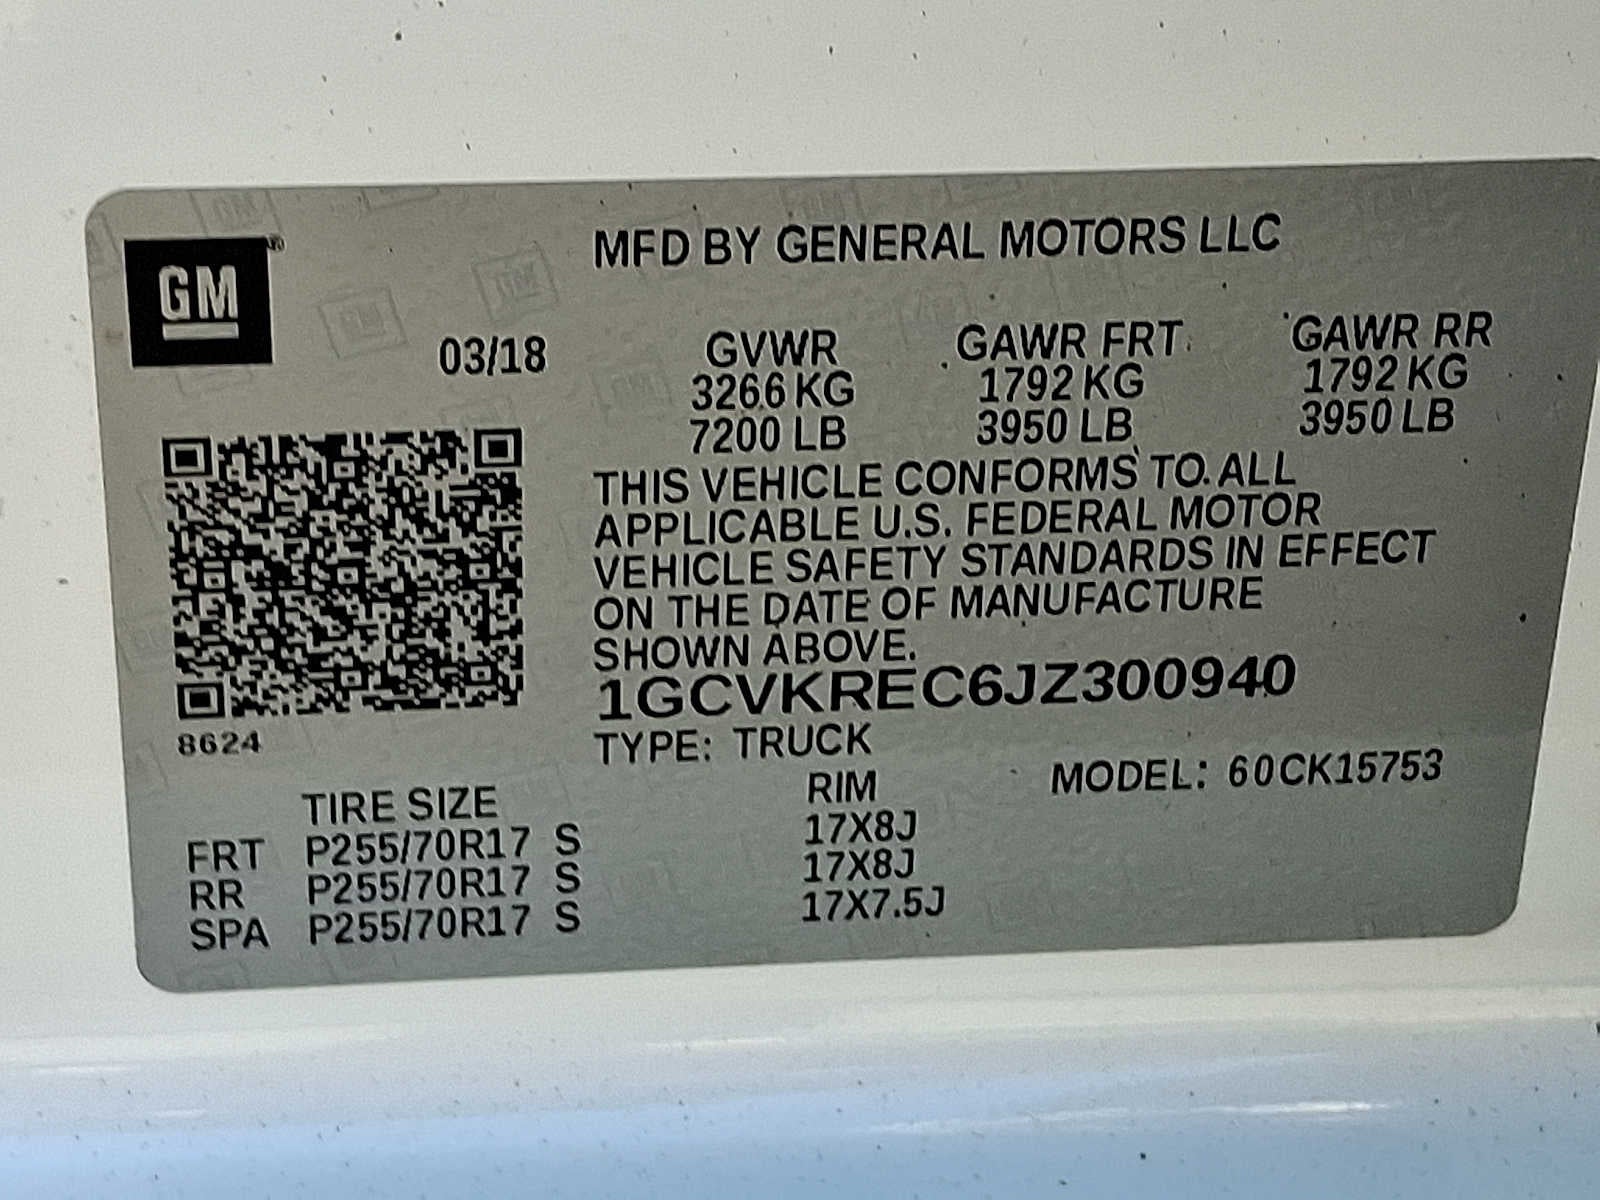 GM
MFD BY GENERAL MOTORS LLC
03/18 GVWR GAWR FRT GAWR RR
3266 KG 1792 KG 1792 KG
7200 LB 3950 LB 3950 LB
THIS VEHICLE CONFORMS TO ALL
APPLICABLE U.S. FEDERAL MOTOR
VEHICLE SAFETY STANDARDS IN EFFECT
ON THE DATE OF MANUFACTURE
SHOWN ABOVE.
1GCVKREC6JZ300940
8624
TYPE: TRUCK
TIRE SIZE RIM MODEL: 60CK15753
FRT P255/70R17 S 17X8J
RR P255/70R17 S 17X8J
SPA P255/70R17 S 17X7.5J